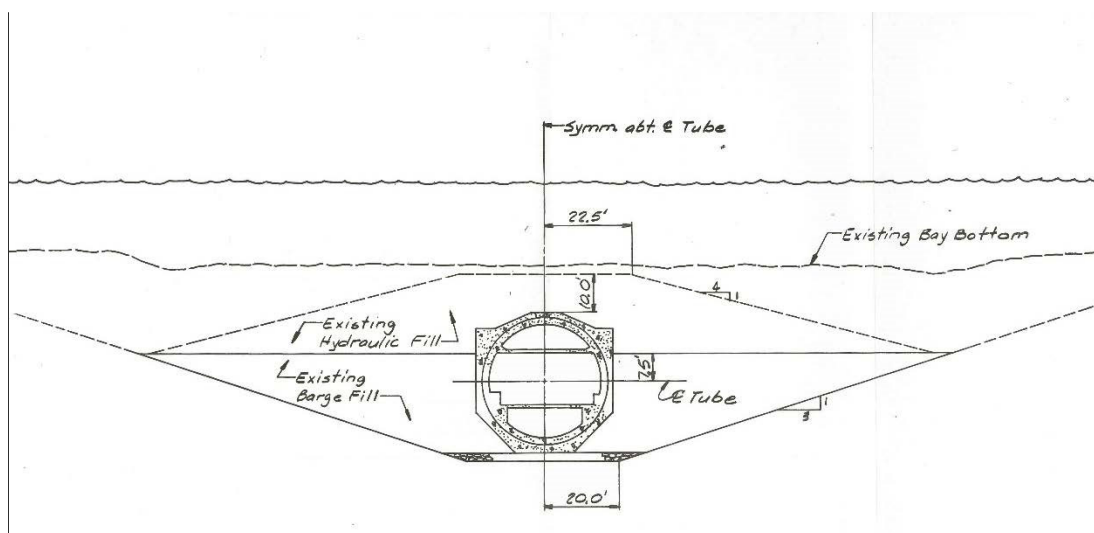 Symm. abt. ℄ Tube
22.5'
Existing Bay Bottom
4
1
10.0'
Existing
Hydraulic Fill
7.5'
Existing
Barge Fill
℄ Tube
1
3
20.0'